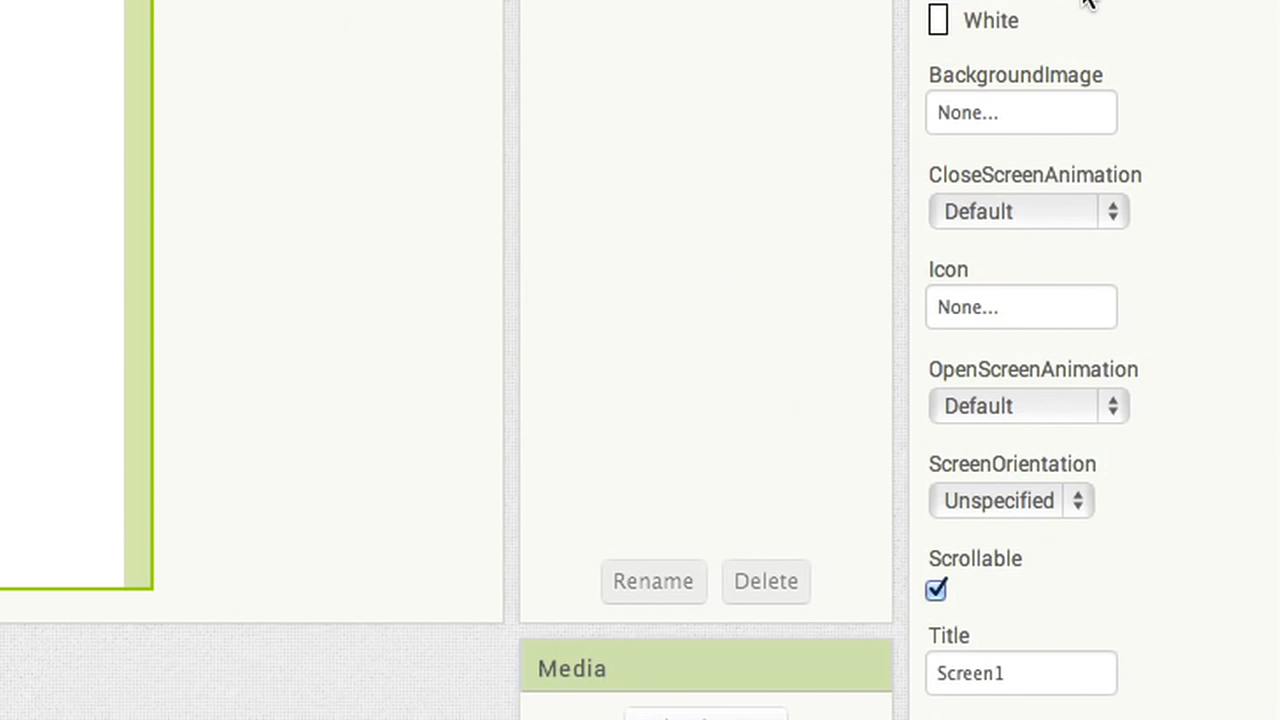 White
BackgroundImage
None...
CloseScreenAnimation
Default
Icon
None...
OpenScreenAnimation
Default
ScreenOrientation
Unspecified
Scrollable
Rename Delete
Title
Media
Screen1